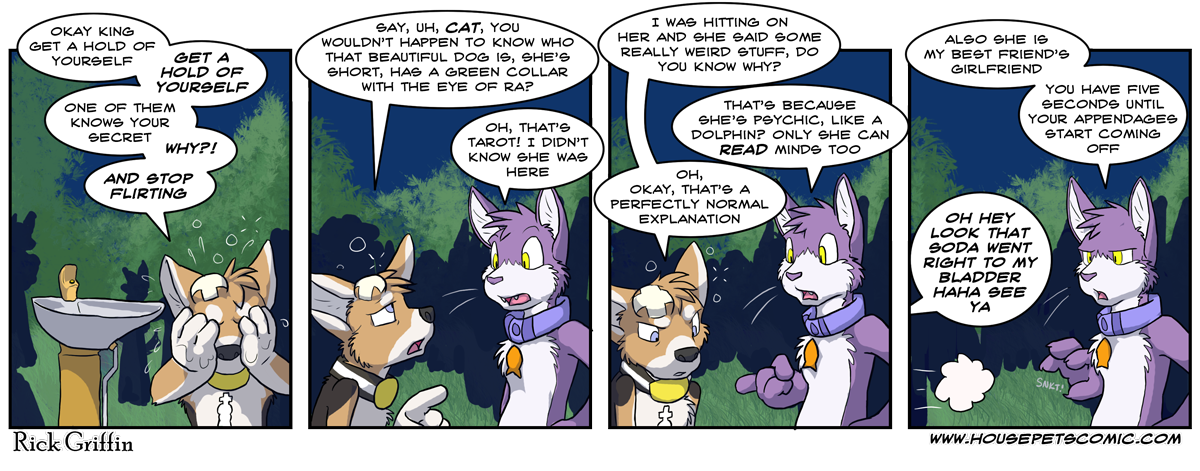 OKAY KING
GET A HOLD OF
YOURSELF
GET A
HOLD OF
YOURSELF
ONE OF THEM
KNOWS YOUR
SECRET
WHY?!
AND STOP
FLIRTING
SAY, UH, CAT, YOU
WOULDN'T HAPPEN TO KNOW WHO
THAT BEAUTIFUL DOG IS, SHE'S
SHORT, HAS A GREEN COLLAR
WITH THE EYE OF RA?
OH, THAT'S
TAROT! I DIDN'T
KNOW SHE WAS
HERE
I WAS HITTING ON
HER AND SHE SAID SOME
REALLY WEIRD STUFF, DO
YOU KNOW WHY?
THAT'S BECAUSE
SHE'S PSYCHIC, LIKE A
DOLPHIN? ONLY SHE CAN
READ MINDS TOO
OH,
OKAY, THAT'S A
PERFECTLY NORMAL
EXPLANATION
ALSO SHE IS
MY BEST FRIEND'S
GIRLFRIEND
YOU HAVE FIVE
SECONDS UNTIL
YOUR APPENDAGES
START COMING
OFF
OH HEY
LOOK THAT
SODA WENT
RIGHT TO MY
BLADDER
HAHA SEE
YA
SNKT!
Rick Griffin
WWW.HOUSEPETSCOMIC.COM